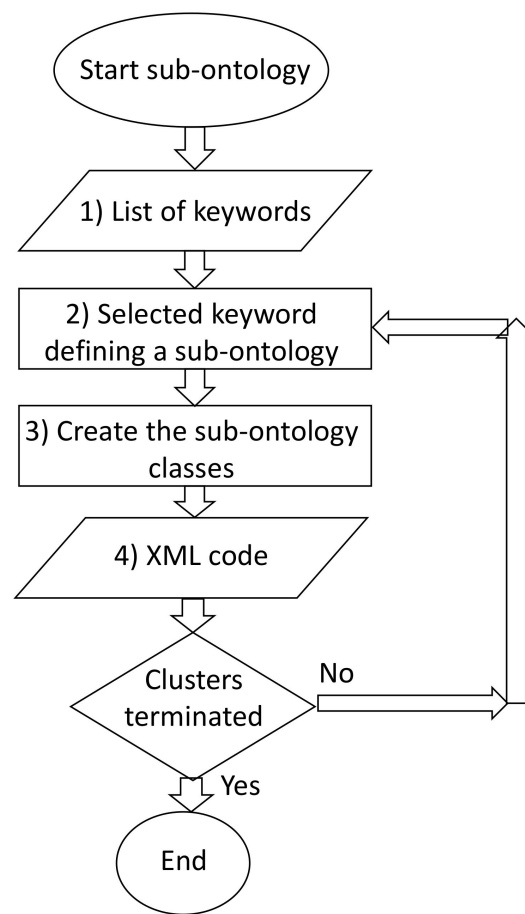 Start sub-ontology
1) List of keywords
2) Selected keyword
defining a sub-ontology
3) Create the sub-ontology
classes
4) XML code
Clusters
terminated
No
Yes
End